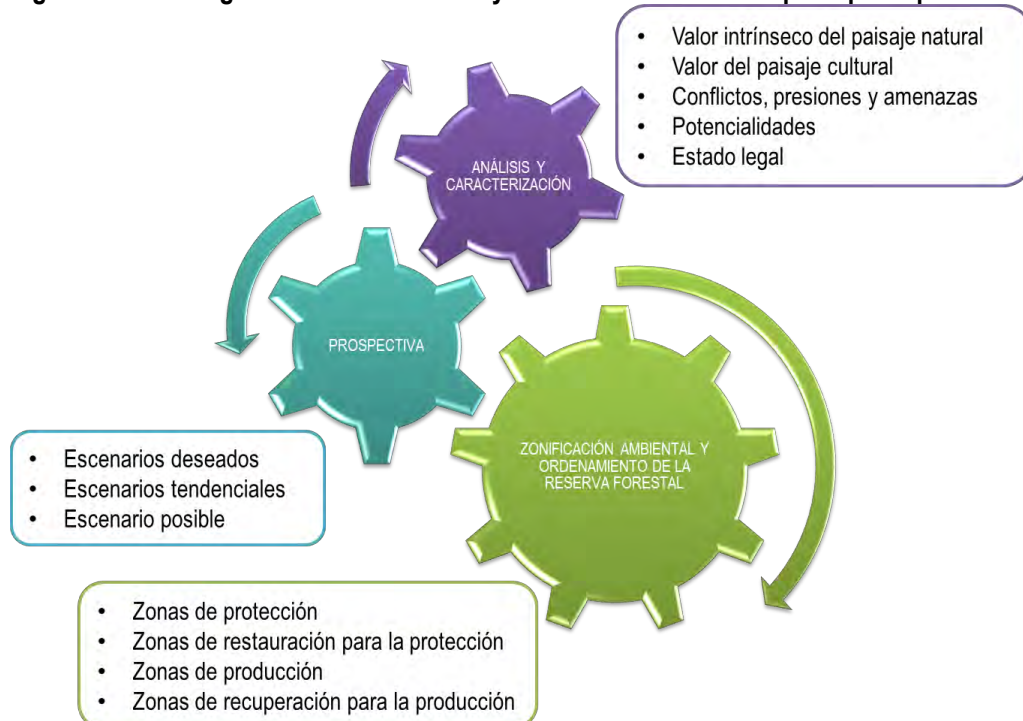 • Valor intrínseco del paisaje natural
• Valor del paisaje cultural
• Conflictos, presiones y amenazas
• Potencialidades
• Estado legal
ANÁLISIS Y
CARACTERIZACIÓN
PROSPECTIVA
• Escenarios deseados
• Escenarios tendenciales
• Escenario posible
ZONIFICACIÓN AMBIENTAL Y
ORDENAMIENTO DE LA
RESERVA FORESTAL
• Zonas de protección
• Zonas de restauración para la protección
• Zonas de producción
• Zonas de recuperación para la producción